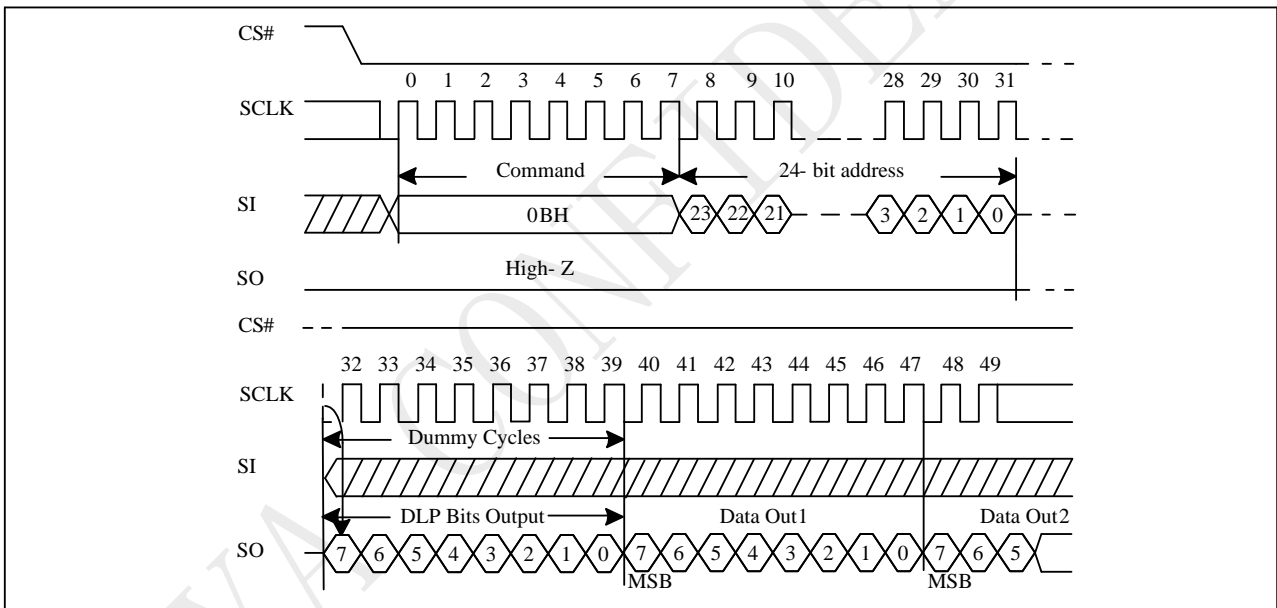 CS#
0 1 2 3 4 5 6 7 8 9 10 28 29 30 31
SCLK
Command 24- bit address
SI
0BH 23 22 21 3 2 1 0
High- Z
SO
CS#
32 33 34 35 36 37 38 39 40 41 42 43 44 45 46 47 48 49
SCLK
Dummy Cycles
SI
DLP Bits Output Data Out1 Data Out2
SO 7 6 5 4 3 2 1 0 7 6 5 4 3 2 1 0 7 6 5
MSB MSB